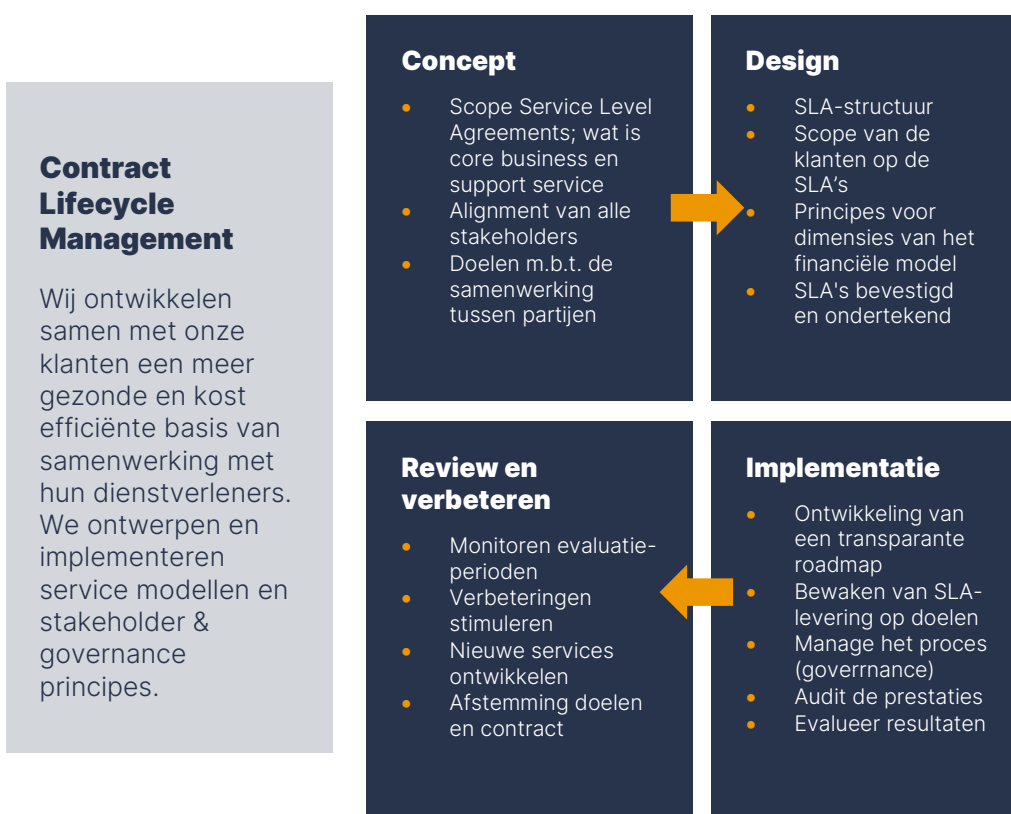 Contract
Lifecycle
Management
Wij ontwikkelen
samen met onze
klanten een meer
gezonde en kost
efficiënte basis van
samenwerking met
hun dienstverleners.
We ontwerpen en
implementeren
service modellen en
stakeholder &
governance
principes.
Concept
• Scope Service Level
Agreements; wat is
core business en
support service
• Alignment van alle
stakeholders
• Doelen m.b.t. de
samenwerking
tussen partijen
Design
• SLA-structuur
• Scope van de
klanten op de
SLA’s
• Principes voor
dimensies van het
financiële model
• SLA's bevestigd
en ondertekend
Review en
verbeteren
• Monitoren evaluatie-
perioden
• Verbeteringen
stimuleren
• Nieuwe services
ontwikkelen
• Afstemming doelen
en contract
Implementatie
• Ontwikkeling van
een transparante
roadmap
• Bewaken van SLA-
levering op doelen
• Manage het proces
(goverrnance)
• Audit de prestaties
• Evalueer resultaten